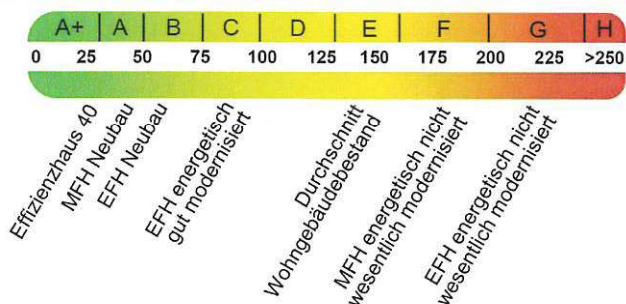 A+ A B C D E F G H
0 25 50 75 100 125 150 175 200 225 >250
Effizienzhaus 40
MFH Neubau
EFH Neubau
EFH energetisch
gut modernisiert
Durchschnitt
Wohngebäudebestand
MFH energetisch nicht
wesentlich modernisiert
EFH energetisch nicht
wesentlich modernisiert